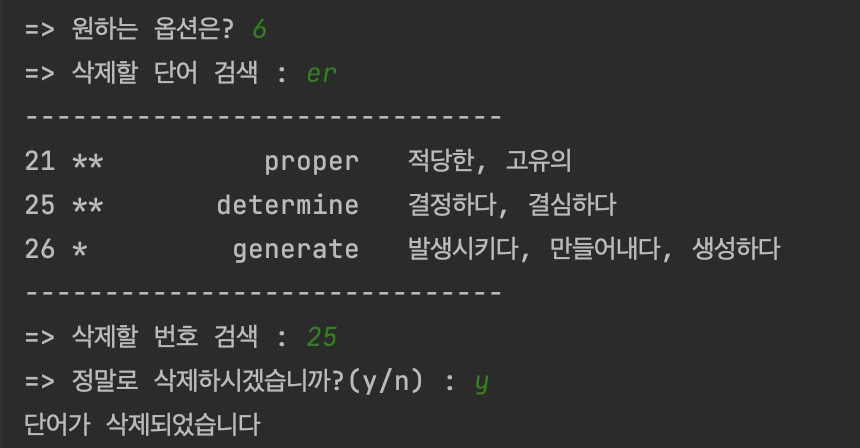 => 원하는 옵션은? 6
=> 삭제할 단어 검색 : er
------------------------------
21 **          proper   적당한, 고유의
25 **       determine   결정하다, 결심하다
26 *         generate   발생시키다, 만들어내다, 생성하다
------------------------------
=> 삭제할 번호 검색 : 25
=> 정말로 삭제하시겠습니까?(y/n) : y
단어가 삭제되었습니다